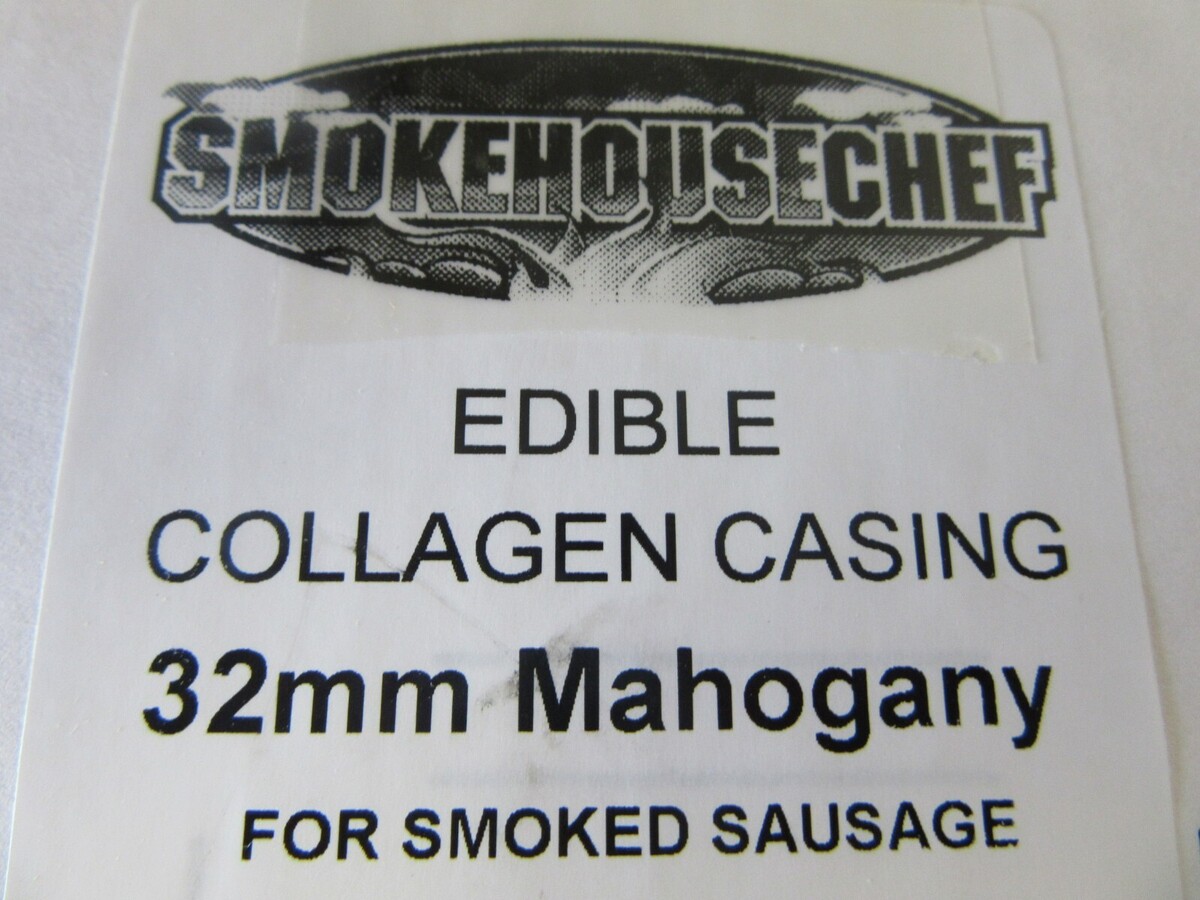 SMOKEHOUSECHEF
EDIBLE
COLLAGEN CASING
32mm Mahogany
FOR SMOKED SAUSAGE